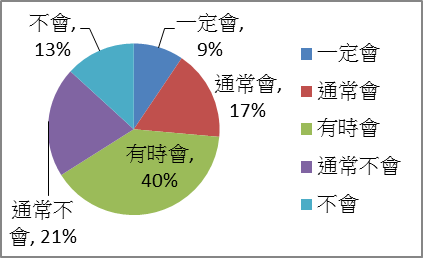 不會,
13%
一定會,
9%
通常會,
17%
有時會,
40%
通常不
會, 21%
一定會
通常會
有時會
通常不會
不會